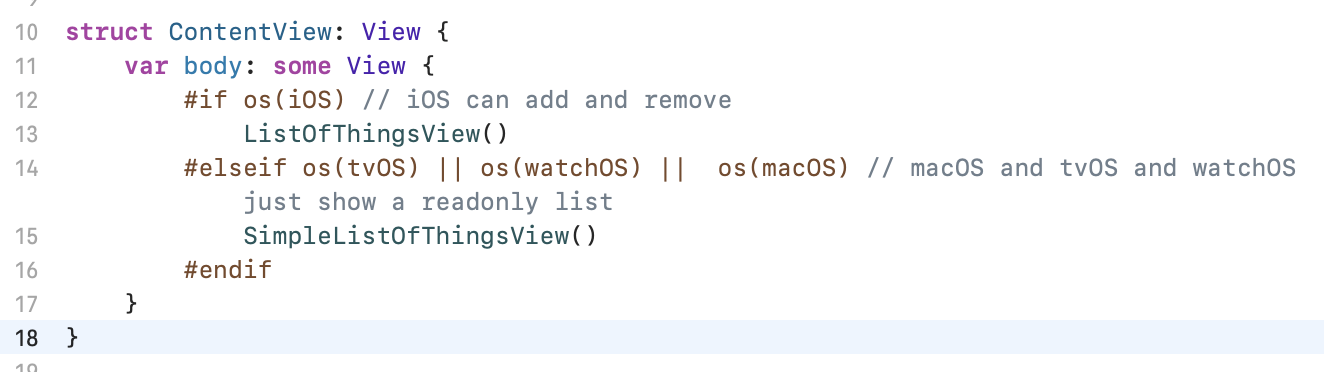 10 struct ContentView: View {
11     var body: some View {
12         #if os(iOS) // iOS can add and remove
13             ListOfThingsView()
14         #elseif os(tvOS) || os(watchOS) ||  os(macOS) // macOS and tvOS and watchOS
               just show a readonly list
15             SimpleListOfThingsView()
16         #endif
17     }
18 }